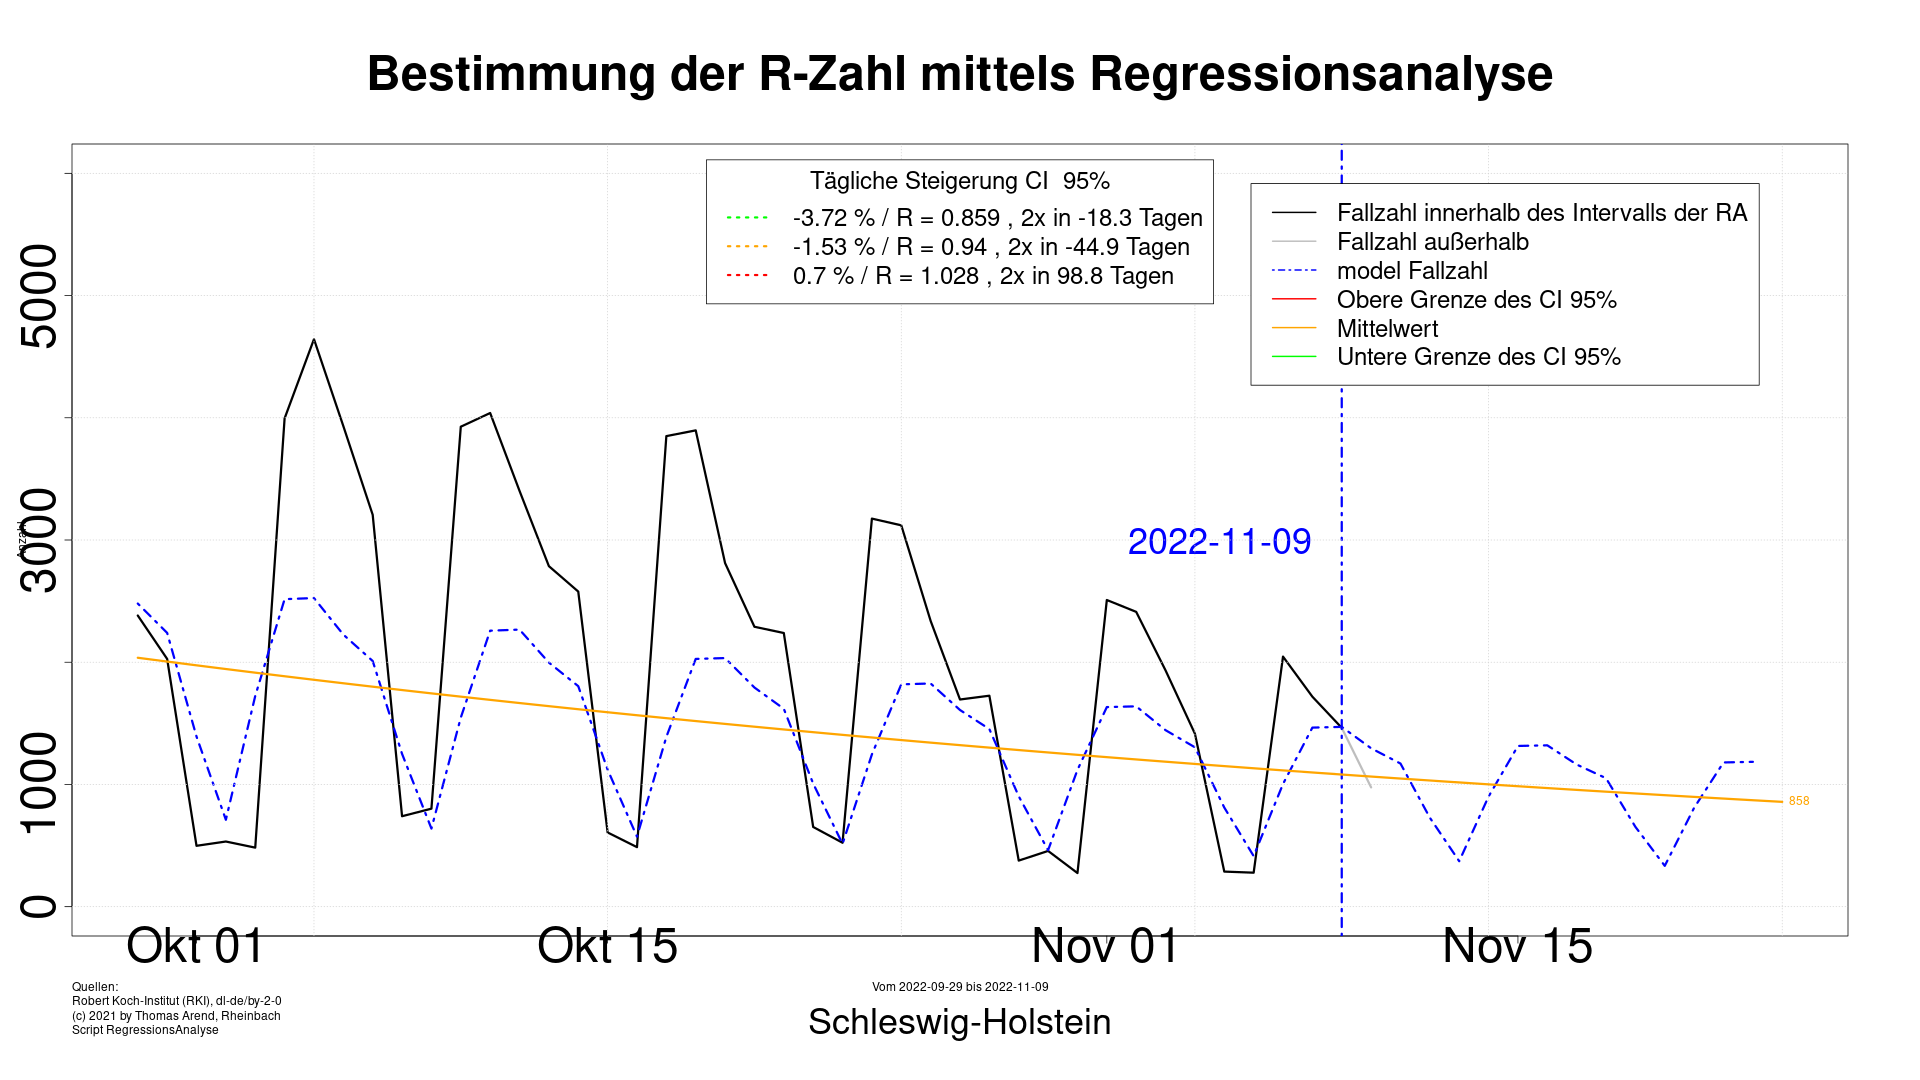 Bestimmung der R-Zahl mittels Regressionsanalyse
Tägliche Steigerung CI  95%
-3.72 % / R = 0.859 , 2x in -18.3 Tagen
-1.53 % / R = 0.94 , 2x in -44.9 Tagen
0.7 % / R = 1.028 , 2x in 98.8 Tagen
Fallzahl innerhalb des Intervalls der RA
Fallzahl außerhalb
model Fallzahl
Obere Grenze des CI 95%
Mittelwert
Untere Grenze des CI 95%
5000
3000
1000
0
Anzahl
2022-11-09
858
Okt 01
Okt 15
Nov 01
Nov 15
Quellen:
Robert Koch-Institut (RKI), dl-de/by-2-0
(c) 2021 by Thomas Arend, Rheinbach
Script RegressionsAnalyse
Vom 2022-09-29 bis 2022-11-09
Schleswig-Holstein